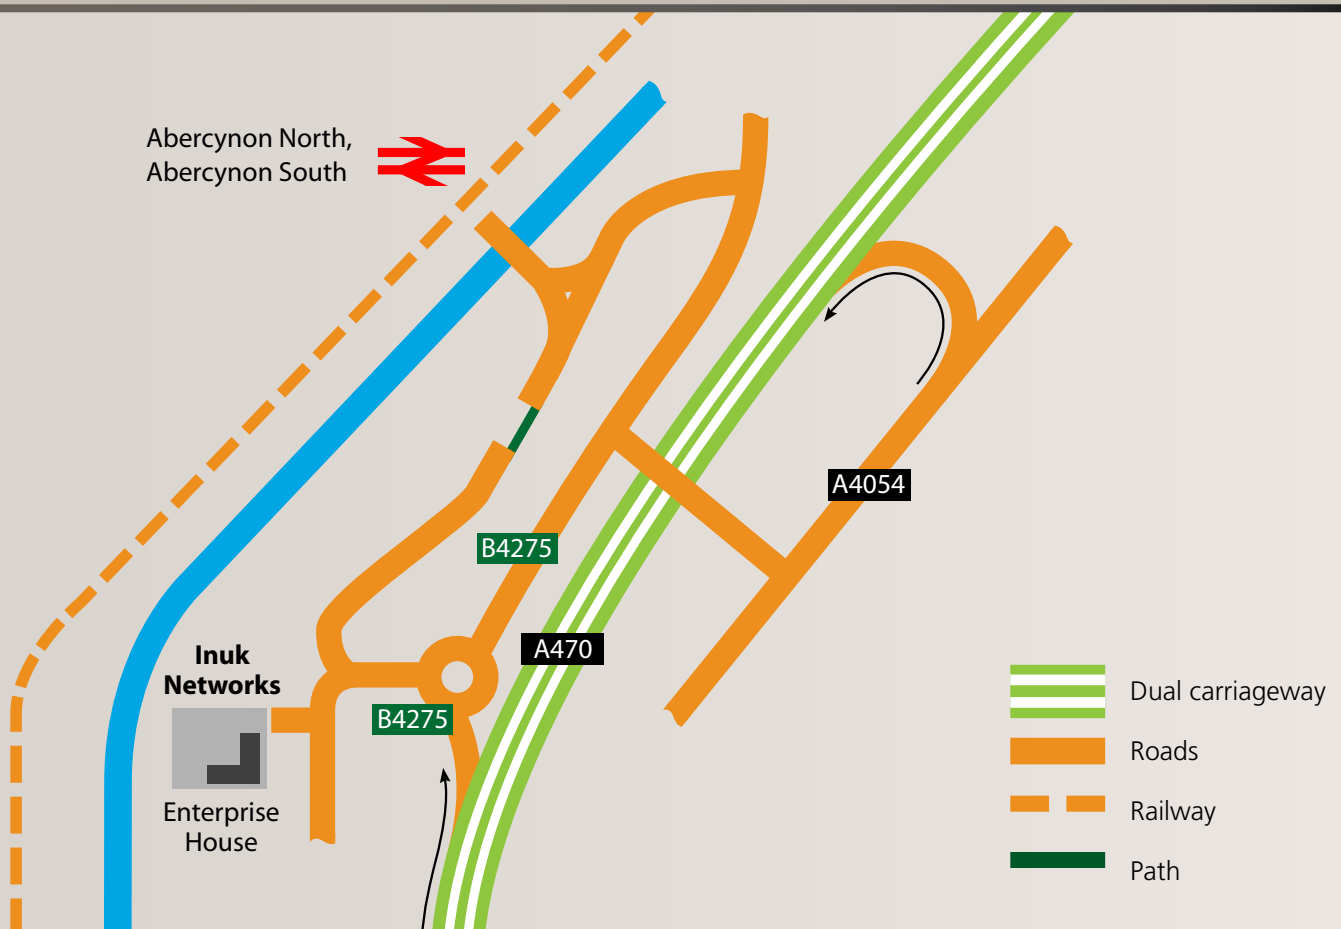 Abercynon North,
Abercynon South
A4054
B4275
A470
Inuk
Networks
B4275
Enterprise
House
Dual carriageway
Roads
Railway
Path